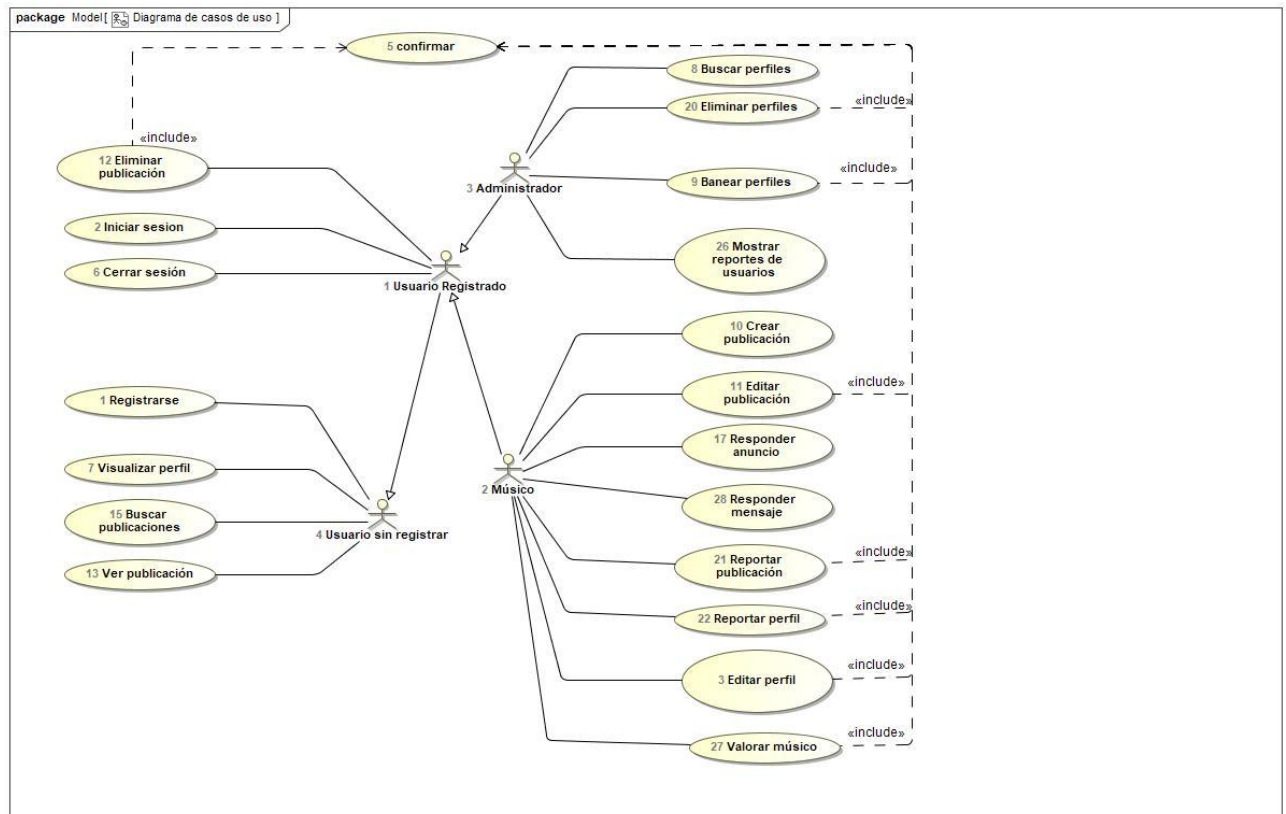 package Model[ Diagrama de casos de uso ]
5 confirmar
8 Buscar perfiles
20 Eliminar perfiles
«include»
«include»
12 Eliminar
publicación
3 Administrador
9 Banear perfiles
«include»
2 Iniciar sesion
6 Cerrar sesión
1 Usuario Registrado
26 Mostrar
reportes de
usuarios
10 Crear
publicación
11 Editar
publicación
«include»
1 Registrarse
17 Responder
anuncio
7 Visualizar perfil
2 Músico
28 Responder
mensaje
15 Buscar
publicaciones
4 Usuario sin registrar
13 Ver publicación
21 Reportar
publicación
«include»
22 Reportar perfil
«include»
3 Editar perfil
«include»
27 Valorar músico
«include»